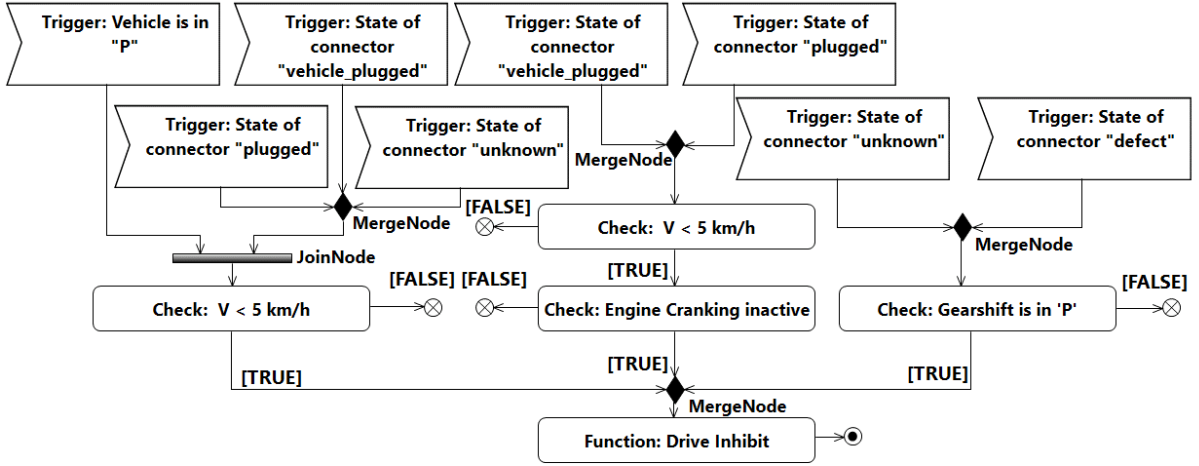 Trigger: Vehicle is in
"P"
Trigger: State of
connector
"vehicle_plugged"
Trigger: State of
connector
"vehicle_plugged"
Trigger: State of
connector "plugged"
Trigger: State of
connector "plugged"
Trigger: State of
connector "unknown"
Trigger: State of
connector "unknown"
Trigger: State of
connector "defect"
MergeNode
MergeNode
[FALSE]
Check:  V < 5 km/h
MergeNode
JoinNode
[TRUE]
[FALSE]
[FALSE]
[FALSE]
Check:  V < 5 km/h
Check: Engine Cranking inactive
Check: Gearshift is in 'P'
[TRUE]
[TRUE]
[TRUE]
MergeNode
Function: Drive Inhibit